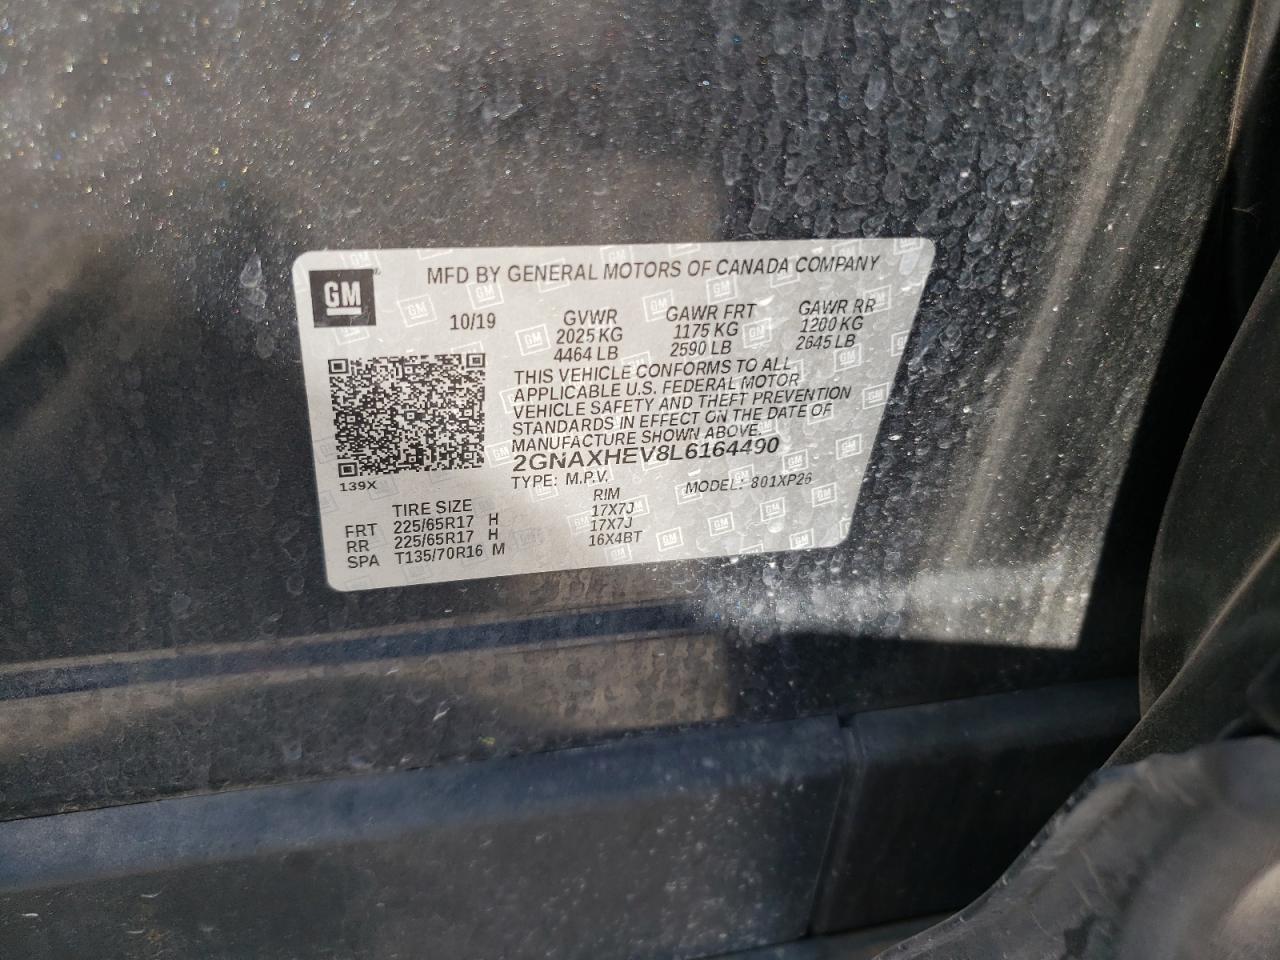 GM
MFD BY GENERAL MOTORS OF CANADA COMPANY
10/19
GVWR GAWR FRT GAWR RR
2025 KG 1175 KG 1200 KG
4464 LB 2590 LB 2645 LB
THIS VEHICLE CONFORMS TO ALL
APPLICABLE U.S. FEDERAL MOTOR
VEHICLE SAFETY AND THEFT PREVENTION
STANDARDS IN EFFECT ON THE DATE OF
MANUFACTURE SHOWN ABOVE.
2GNAXHEV8L6164490
139X
TYPE: M.P.V. MODEL: 801XP26
TIRE SIZE RIM
FRT 225/65R17 H 17X7J
RR 225/65R17 H 17X7J
SPA T135/70R16 M 16X4BT